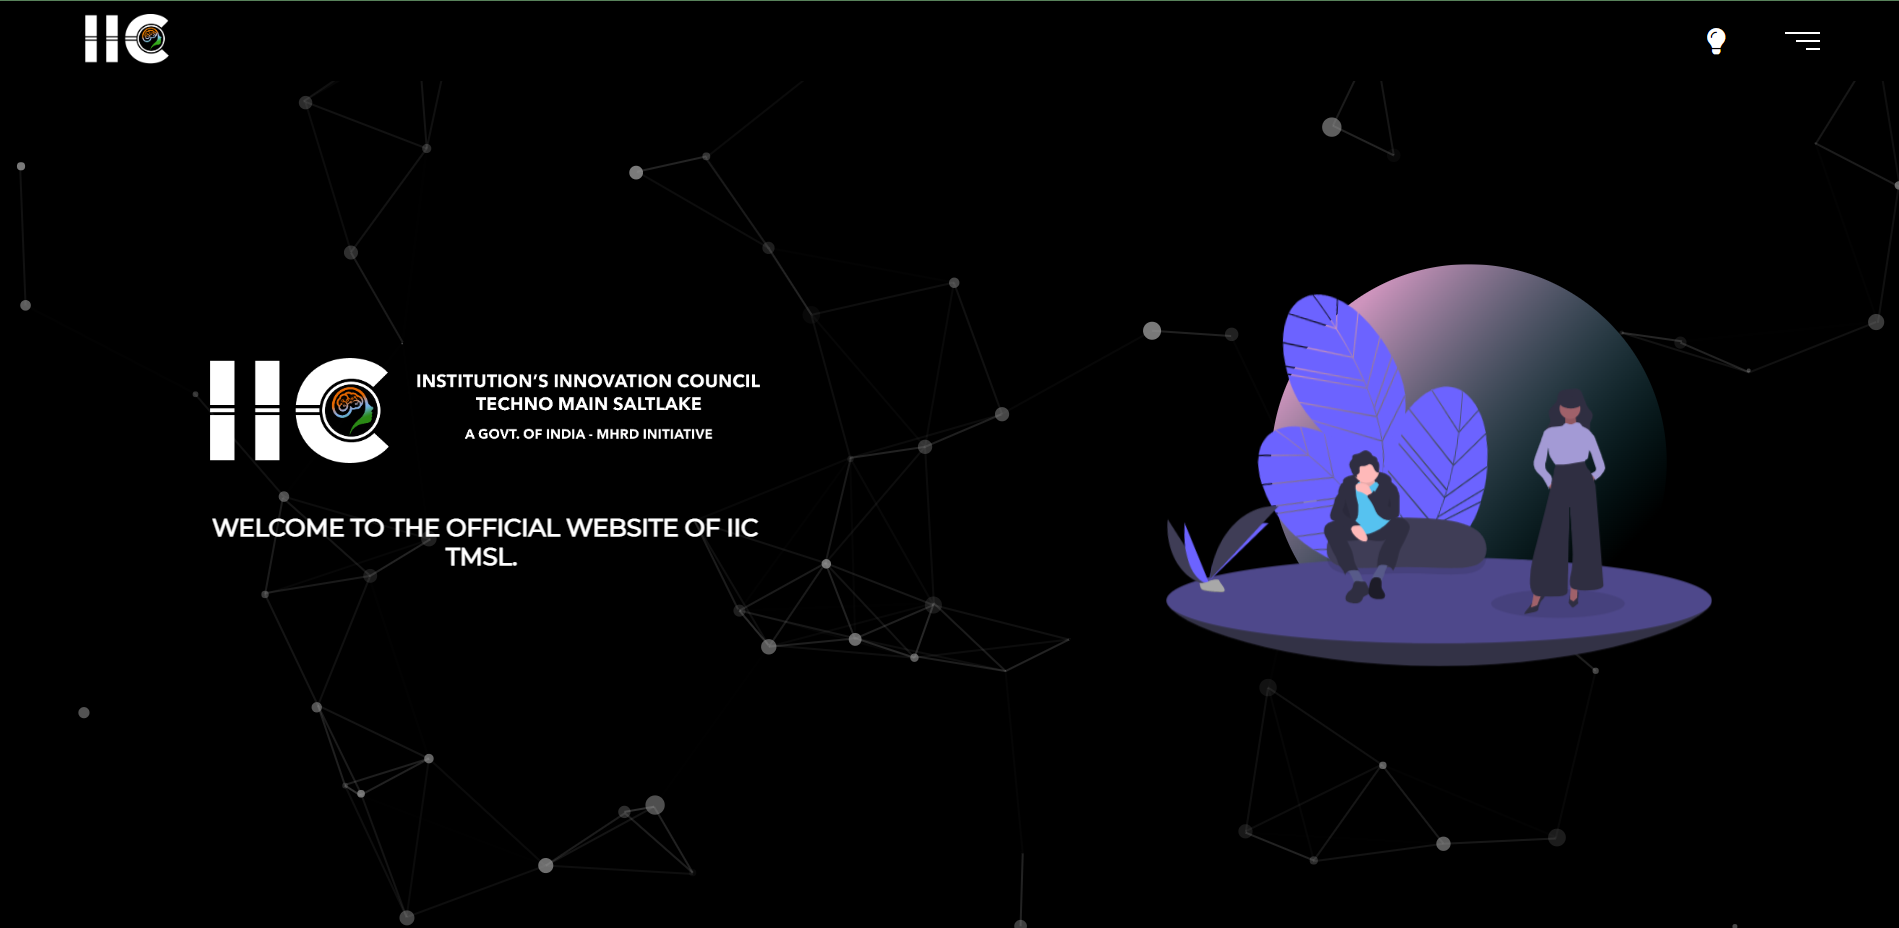 IIC
IIC
INSTITUTION'S INNOVATION COUNCIL
TECHNO MAIN SALTLAKE
A GOVT. OF INDIA - MHRD INITIATIVE
WELCOME TO THE OFFICIAL WEBSITE OF IIC
TMSL.